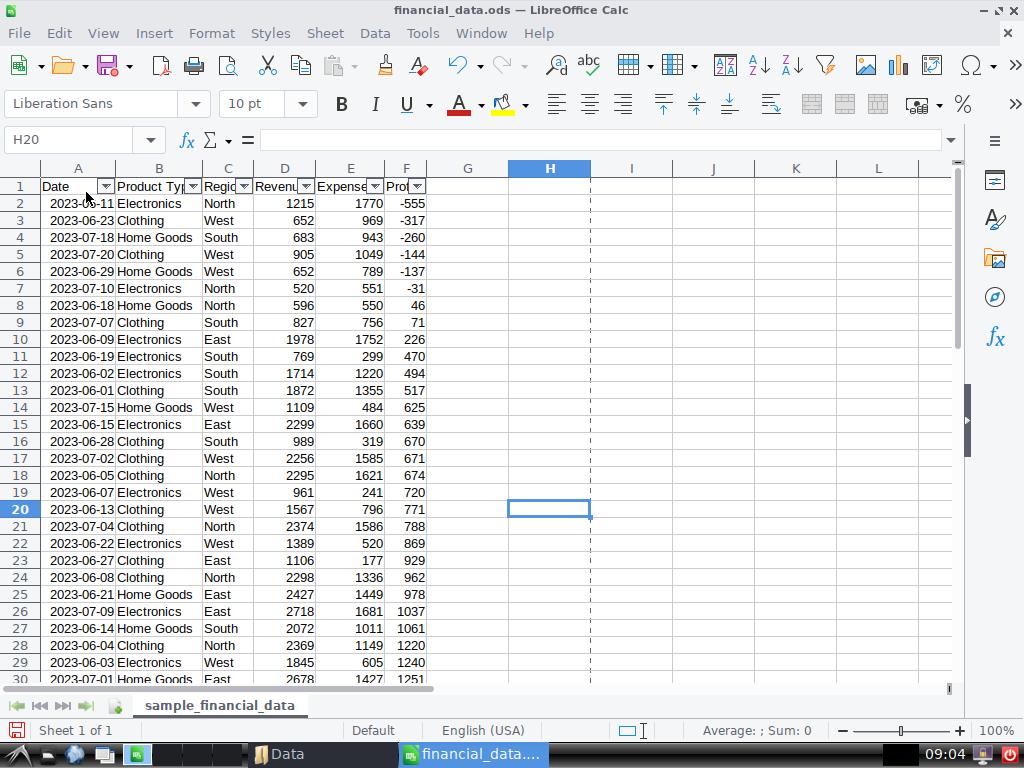 financial_data.ods — LibreOffice Calc
File Edit View Insert Format Styles Sheet Data Tools Window Help
Liberation Sans 10 pt
H20
A B C D E F G H I J K L
1 Date Product Typ Regio Revenu Expense Prof
2 2023-06-11 Electronics North 1215 1770 -555
3 2023-06-23 Clothing West 652 969 -317
4 2023-07-18 Home Goods South 683 943 -260
5 2023-07-20 Clothing West 905 1049 -144
6 2023-06-29 Home Goods West 652 789 -137
7 2023-07-10 Electronics North 520 551 -31
8 2023-06-18 Home Goods North 596 550 46
9 2023-07-07 Clothing South 827 756 71
10 2023-06-09 Electronics East 1978 1752 226
11 2023-06-19 Electronics South 769 299 470
12 2023-06-02 Electronics South 1714 1220 494
13 2023-06-01 Clothing South 1872 1355 517
14 2023-07-15 Home Goods West 1109 484 625
15 2023-06-15 Electronics East 2299 1660 639
16 2023-06-28 Clothing South 989 319 670
17 2023-07-02 Clothing West 2256 1585 671
18 2023-06-05 Clothing North 2295 1621 674
19 2023-06-07 Electronics West 961 241 720
20 2023-06-13 Clothing West 1567 796 771
21 2023-07-04 Clothing North 2374 1586 788
22 2023-06-22 Electronics West 1389 520 869
23 2023-06-27 Clothing East 1106 177 929
24 2023-06-08 Clothing North 2298 1336 962
25 2023-06-21 Home Goods East 2427 1449 978
26 2023-07-09 Electronics East 2718 1681 1037
27 2023-06-14 Home Goods South 2072 1011 1061
28 2023-06-04 Clothing North 2369 1149 1220
29 2023-06-03 Electronics West 1845 605 1240
30 2023-07-01 Home Goods East 2678 1427 1251
sample_financial_data
Sheet 1 of 1 Default English (USA) Average: ; Sum: 0 100%
Data financial_data.... 09:04